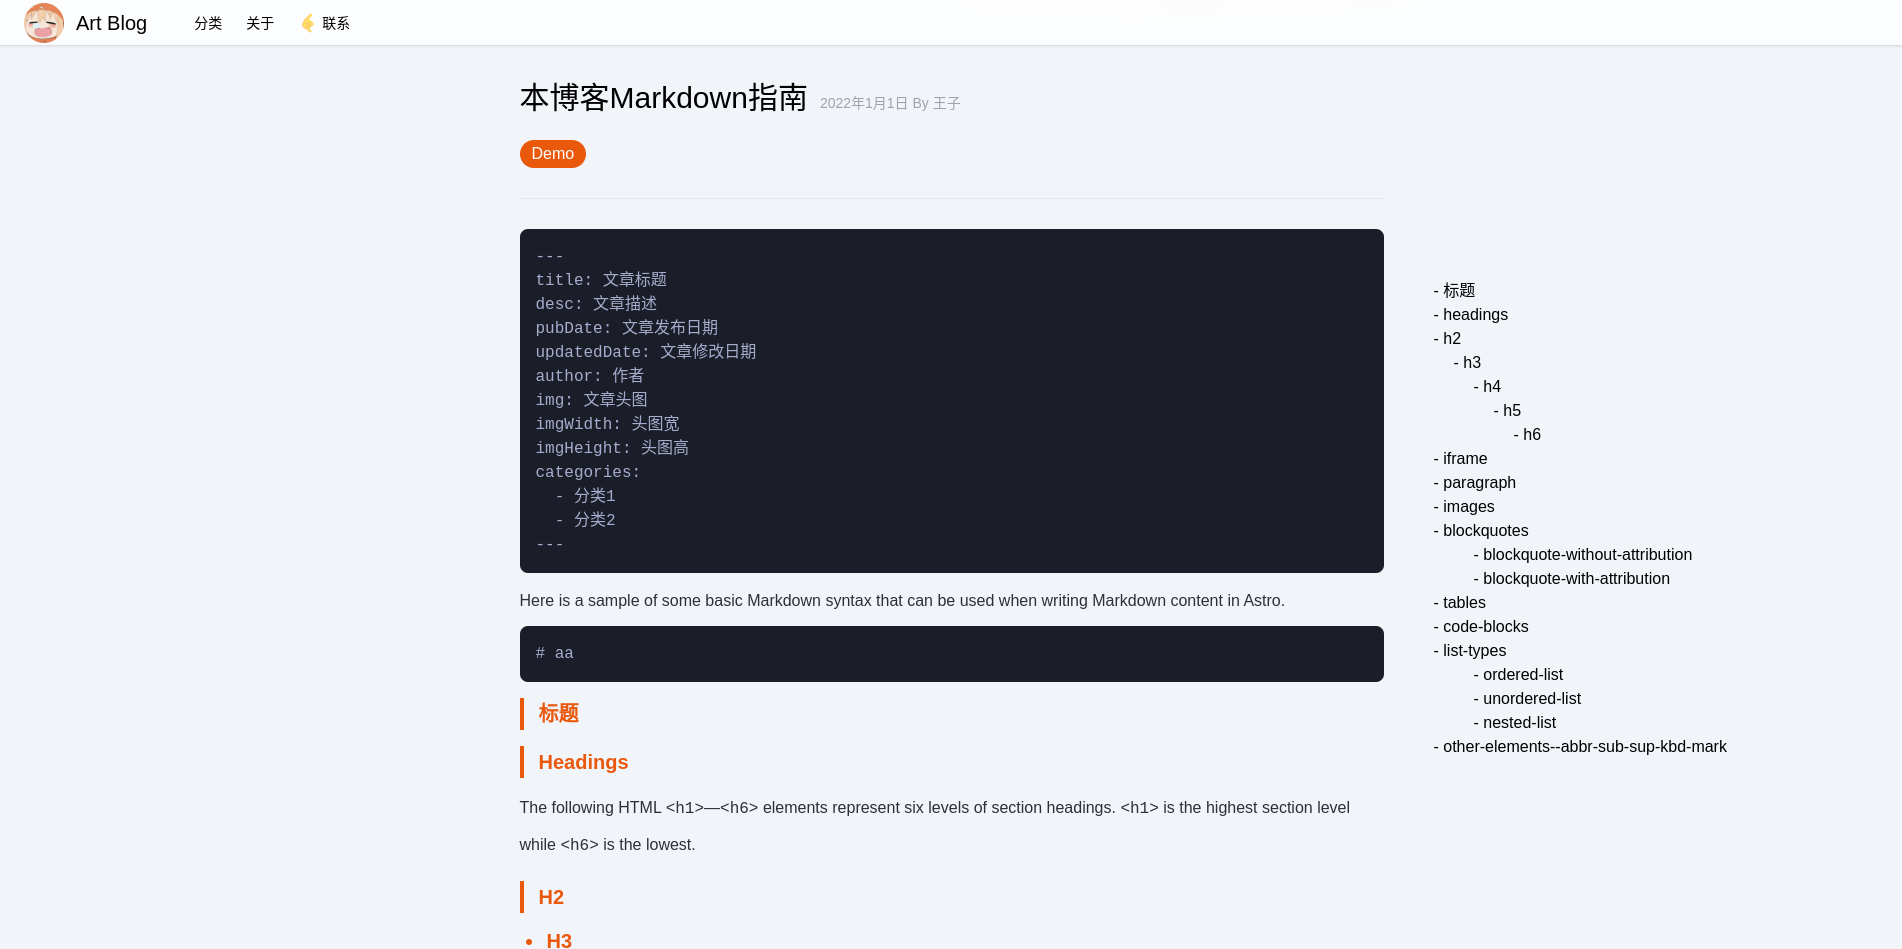 Art Blog
分类
关于
联系
本博客Markdown指南
2022年1月1日 By 王子
Demo
---
title: 文章标题
desc: 文章描述
pubDate: 文章发布日期
updatedDate: 文章修改日期
author: 作者
img: 文章头图
imgWidth: 头图宽
imgHeight: 头图高
categories:
  - 分类1
  - 分类2
---
Here is a sample of some basic Markdown syntax that can be used when writing Markdown content in Astro.
# aa
标题
Headings
The following HTML <h1>—<h6> elements represent six levels of section headings. <h1> is the highest section level
while <h6> is the lowest.
H2
• H3
- 标题
- headings
- h2
- h3
- h4
- h5
- h6
- iframe
- paragraph
- images
- blockquotes
- blockquote-without-attribution
- blockquote-with-attribution
- tables
- code-blocks
- list-types
- ordered-list
- unordered-list
- nested-list
- other-elements--abbr-sub-sup-kbd-mark